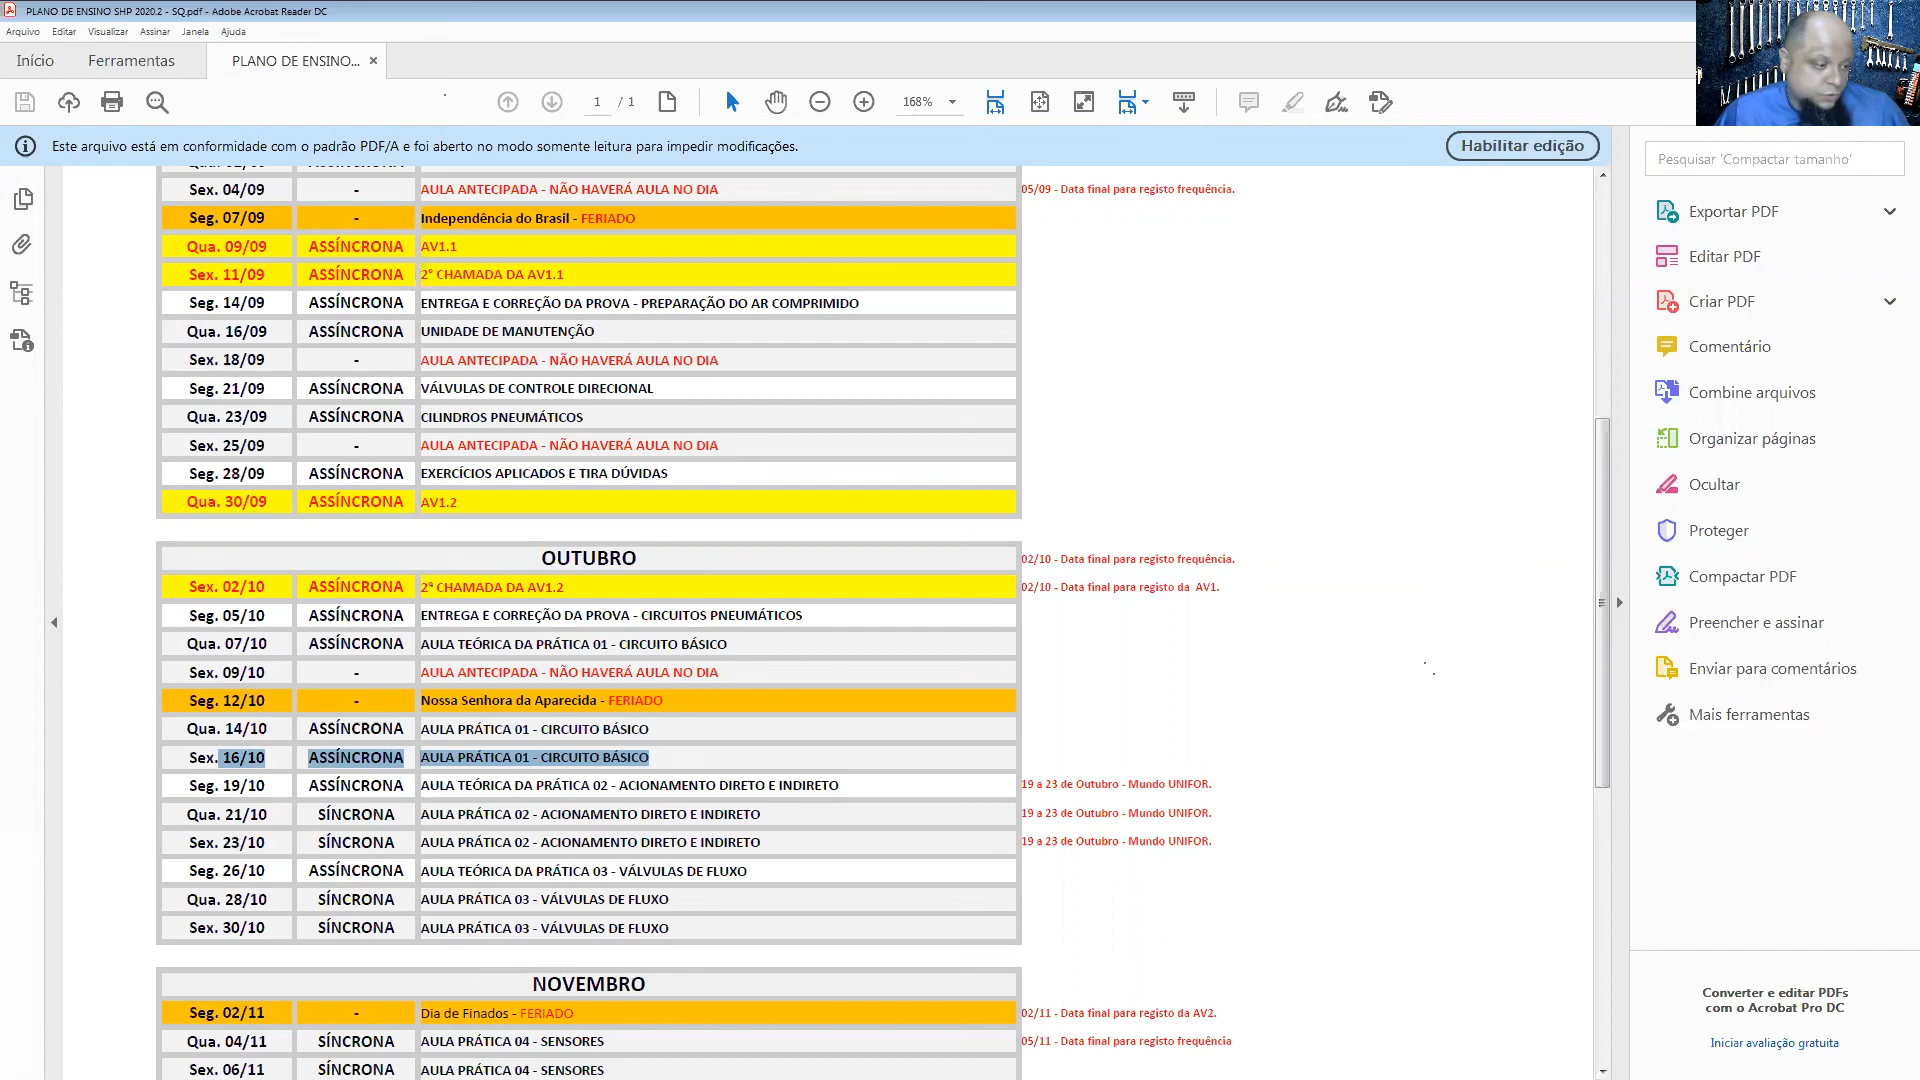 PLANO DE ENSINO SHP 2020.2 - SQ.pdf - Adobe Acrobat Reader DC
Arquivo Editar Visualizar Assinar Janela Ajuda
Início Ferramentas PLANO DE ENSINO... ×
1 / 1 168%
Este arquivo está em conformidade com o padrão PDF/A e foi aberto no modo somente leitura para impedir modificações. Habilitar edição
Sex. 04/09 - AULA ANTECIPADA - NÃO HAVERÁ AULA NO DIA 05/09 - Data final para registo frequência.
Seg. 07/09 - Independência do Brasil - FERIADO
Qua. 09/09 ASSÍNCRONA AV1.1
Sex. 11/09 ASSÍNCRONA 2° CHAMADA DA AV1.1
Seg. 14/09 ASSÍNCRONA ENTREGA E CORREÇÃO DA PROVA - PREPARAÇÃO DO AR COMPRIMIDO
Qua. 16/09 ASSÍNCRONA UNIDADE DE MANUTENÇÃO
Sex. 18/09 - AULA ANTECIPADA - NÃO HAVERÁ AULA NO DIA
Seg. 21/09 ASSÍNCRONA VÁLVULAS DE CONTROLE DIRECIONAL
Qua. 23/09 ASSÍNCRONA CILINDROS PNEUMÁTICOS
Sex. 25/09 - AULA ANTECIPADA - NÃO HAVERÁ AULA NO DIA
Seg. 28/09 ASSÍNCRONA EXERCÍCIOS APLICADOS E TIRA DÚVIDAS
Qua. 30/09 ASSÍNCRONA AV1.2
OUTUBRO 02/10 - Data final para registo frequência.
Sex. 02/10 ASSÍNCRONA 2ª CHAMADA DA AV1.2 02/10 - Data final para registo da AV1.
Seg. 05/10 ASSÍNCRONA ENTREGA E CORREÇÃO DA PROVA - CIRCUITOS PNEUMÁTICOS
Qua. 07/10 ASSÍNCRONA AULA TEÓRICA DA PRÁTICA 01 - CIRCUITO BÁSICO
Sex. 09/10 - AULA ANTECIPADA - NÃO HAVERÁ AULA NO DIA
Seg. 12/10 - Nossa Senhora da Aparecida - FERIADO
Qua. 14/10 ASSÍNCRONA AULA PRÁTICA 01 - CIRCUITO BÁSICO
Sex. 16/10 ASSÍNCRONA AULA PRÁTICA 01 - CIRCUITO BÁSICO
Seg. 19/10 ASSÍNCRONA AULA TEÓRICA DA PRÁTICA 02 - ACIONAMENTO DIRETO E INDIRETO 19 a 23 de Outubro - Mundo UNIFOR.
Qua. 21/10 SÍNCRONA AULA PRÁTICA 02 - ACIONAMENTO DIRETO E INDIRETO 19 a 23 de Outubro - Mundo UNIFOR.
Sex. 23/10 SÍNCRONA AULA PRÁTICA 02 - ACIONAMENTO DIRETO E INDIRETO 19 a 23 de Outubro - Mundo UNIFOR.
Seg. 26/10 ASSÍNCRONA AULA TEÓRICA DA PRÁTICA 03 - VÁLVULAS DE FLUXO
Qua. 28/10 SÍNCRONA AULA PRÁTICA 03 - VÁLVULAS DE FLUXO
Sex. 30/10 SÍNCRONA AULA PRÁTICA 03 - VÁLVULAS DE FLUXO
NOVEMBRO
Seg. 02/11 - Dia de Finados - FERIADO 02/11 - Data final para registo da AV2.
Qua. 04/11 SÍNCRONA AULA PRÁTICA 04 - SENSORES 05/11 - Data final para registo frequência
Sex. 06/11 SÍNCRONA AULA PRÁTICA 04 - SENSORES
Pesquisar 'Compactar tamanho'
Exportar PDF
Editar PDF
Criar PDF
Comentário
Combine arquivos
Organizar páginas
Ocultar
Proteger
Compactar PDF
Preencher e assinar
Enviar para comentários
Mais ferramentas
Converter e editar PDFs
com o Acrobat Pro DC
Iniciar avaliação gratuita